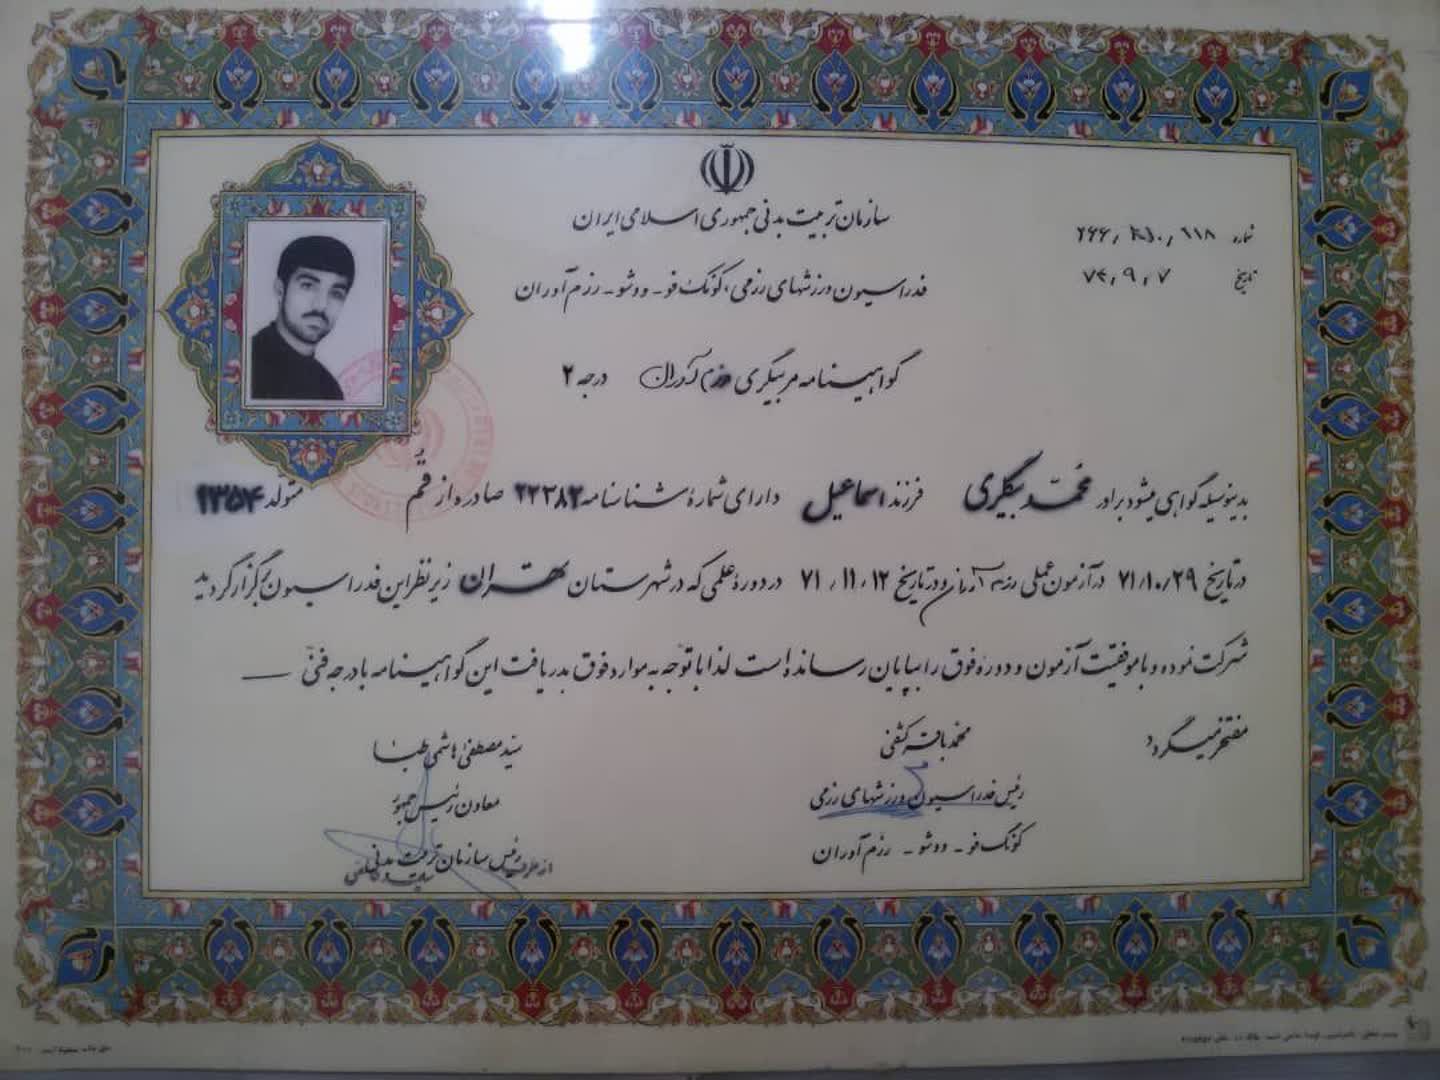 سازمان تربیت بدنی جمهوری اسلامی ایران
شماره
تاریخ ۷۳٫۹٫۷
فدراسیون ورزشهای رزمی، کونگ فو - ووشو - رزم آوران
گواهینامه مربیگری رزم آوران درجه ۲
بدینوسیله گواهی میشود برادر محمد بیگیری فرزند اسماعیل دارای شمارهٔ شناسنامه ۲۲۳۸۲ صادره از قم متولد ۱۳۵۴
در تاریخ ۷۱٫۱۰٫۲۹ در آزمون عملی رزم آوران و در تاریخ ۷۱٫۱۱٫۱۲ در دورهٔ علمی که در شهرستان تهران زیر نظر این فدراسیون برگزار گردید
شرکت نموده و با موفقیت آزمون و دوره فوق را بپایان رسانده است لذا با توجه به موارد فوق بدریافت این گواهینامه با درجه فنی —
مفتخر میگردد
محمد باقر کشفی
رئیس فدراسیون ورزشهای رزمی
کونگ فو - ووشو - رزم آوران
سید مصطفی هاشمی طبا
معاون رئیس جمهور
رئیس سازمان تربیت بدنی
از طرف